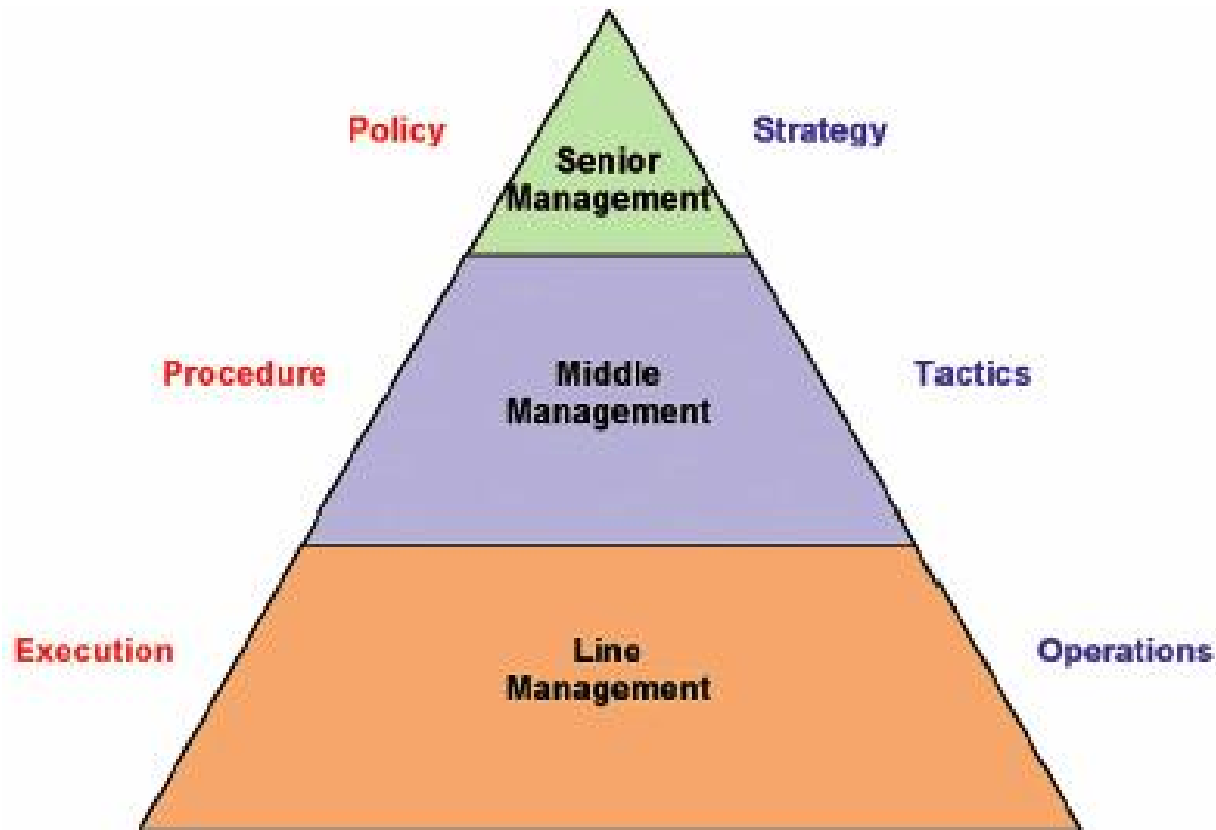 Policy
Strategy
Senior
Management
Procedure
Middle
Management
Tactics
Execution
Line
Management
Operations